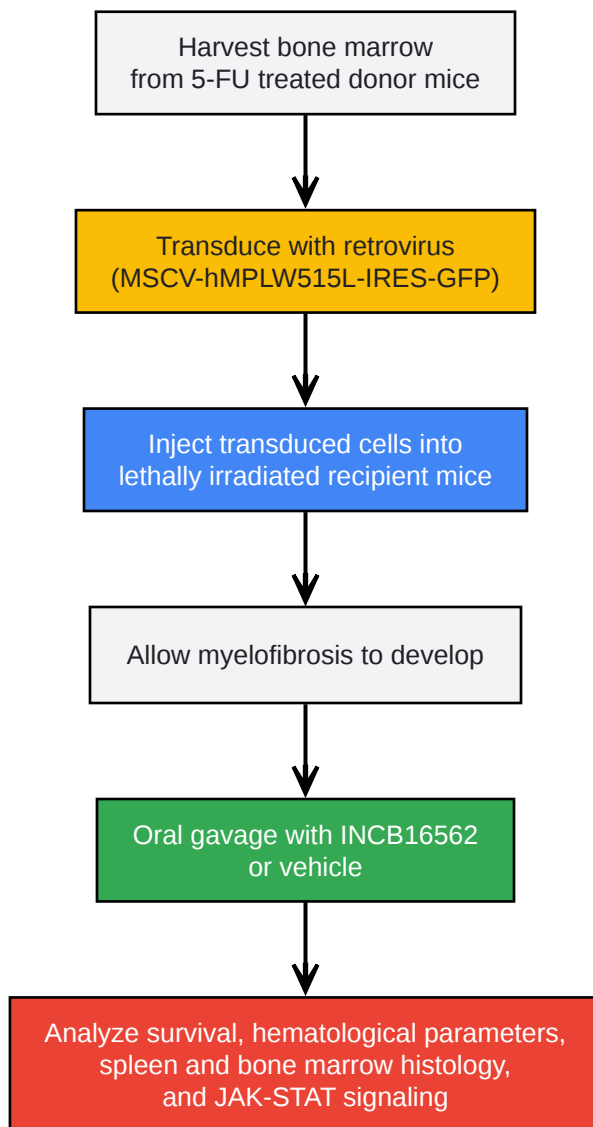 Harvest bone marrow
from 5-FU treated donor mice
Transduce with retrovirus
(MSCV-hMPLW515L-IRES-GFP)
Inject transduced cells into
lethally irradiated recipient mice
Allow myelofibrosis to develop
Oral gavage with INCB16562
or vehicle
Analyze survival, hematological parameters,
spleen and bone marrow histology,
and JAK-STAT signaling